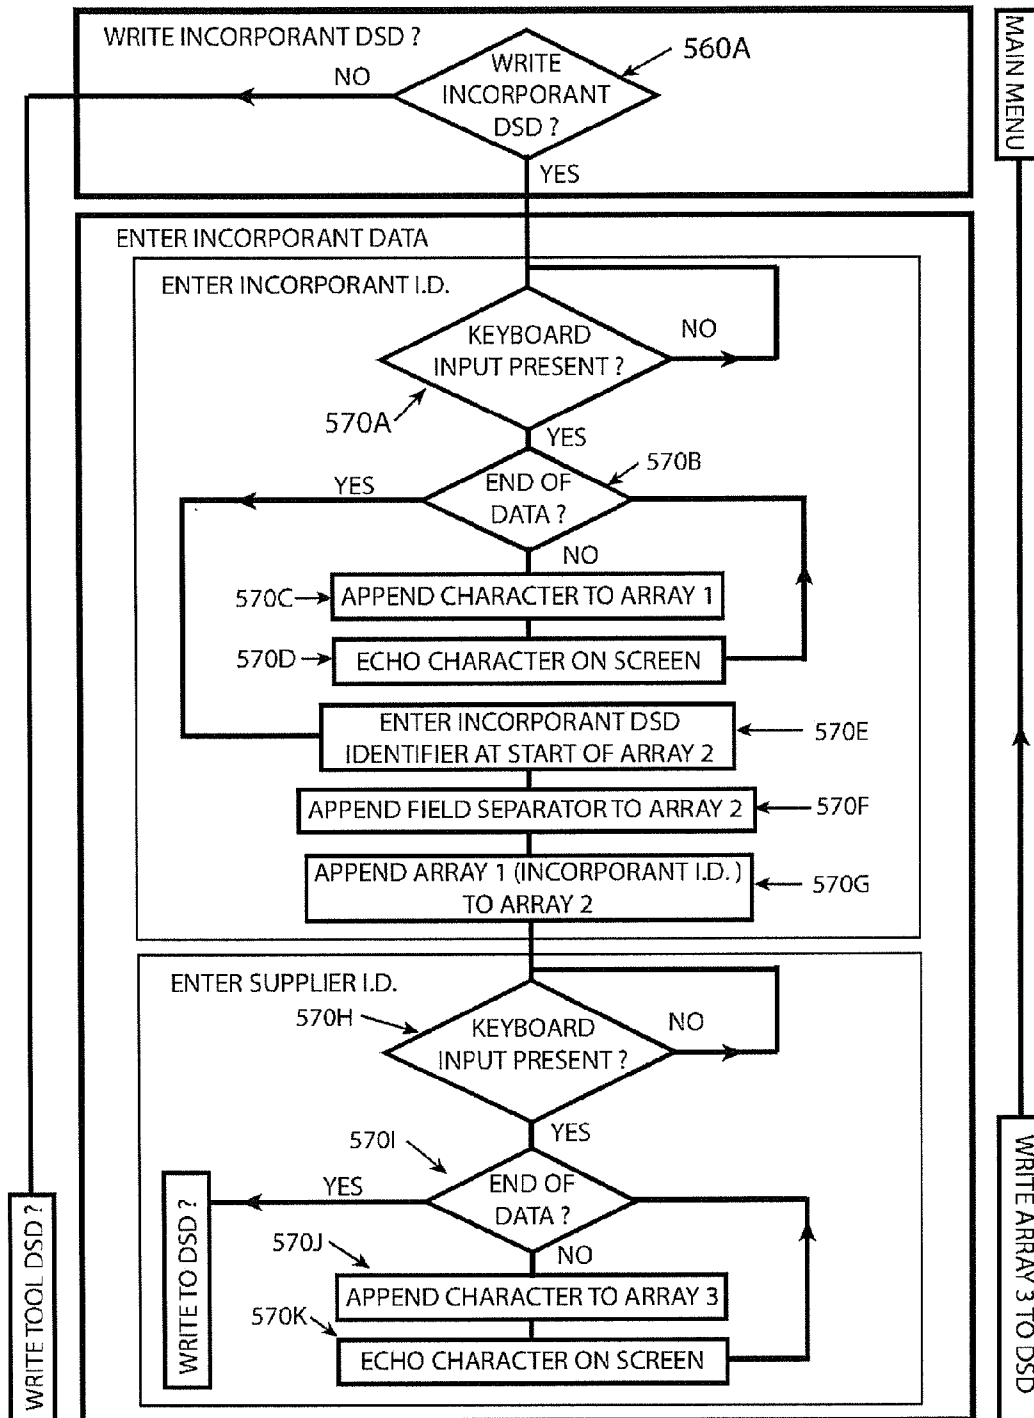 WRITE INCORPORANT DSD ?
560A
WRITE
INCORPORANT
DSD ?
NO
YES
MAIN MENU
ENTER INCORPORANT DATA
ENTER INCORPORANT I.D.
KEYBOARD
INPUT PRESENT ?
NO
570A
YES
570B
END OF
DATA ?
YES
NO
570C
APPEND CHARACTER TO ARRAY 1
570D
ECHO CHARACTER ON SCREEN
ENTER INCORPORANT DSD
IDENTIFIER AT START OF ARRAY 2
570E
APPEND FIELD SEPARATOR TO ARRAY 2
570F
APPEND ARRAY 1 (INCORPORANT I.D. )
TO ARRAY 2
570G
ENTER SUPPLIER I.D.
570H
KEYBOARD
INPUT PRESENT ?
NO
YES
570I
END OF
DATA ?
YES
NO
570J
APPEND CHARACTER TO ARRAY 3
570K
ECHO CHARACTER ON SCREEN
WRITE TO DSD ?
WRITE TOOL DSD ?
WRITE ARRAY 3 TO DSD